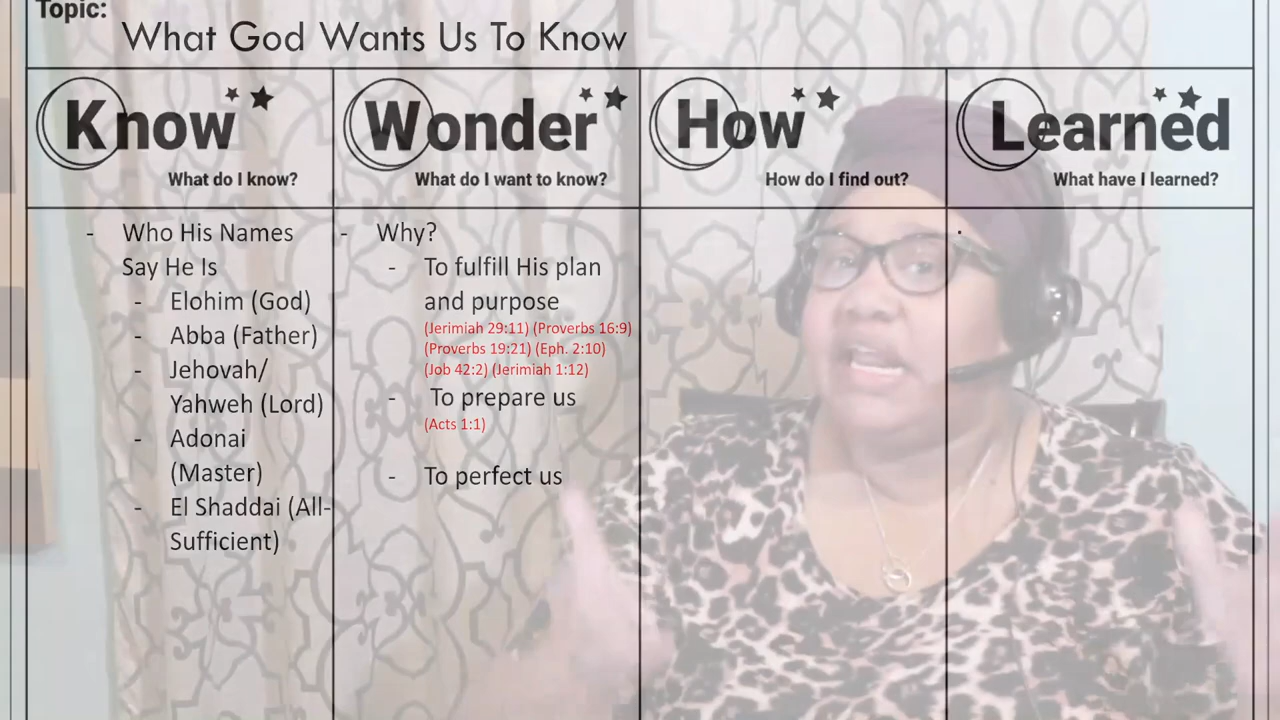 Topic:
What God Wants Us To Know
Know
What do I know?
Wonder
What do I want to know?
How
How do I find out?
Learned
What have I learned?
- Who His Names
Say He Is
- Elohim (God)
- Abba (Father)
- Jehovah/
Yahweh (Lord)
- Adonai
(Master)
- El Shaddai (All-
Sufficient)
- Why?
- To fulfill His plan
and purpose
(Jerimiah 29:11) (Proverbs 16:9)
(Proverbs 19:21) (Eph. 2:10)
(Job 42:2) (Jerimiah 1:12)
- To prepare us
(Acts 1:1)
- To perfect us
.